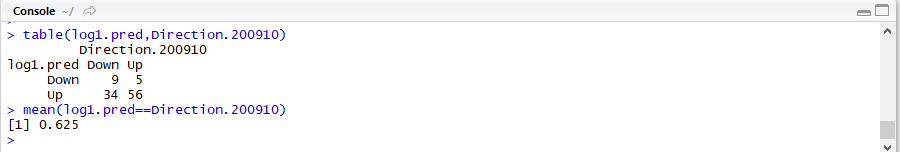 Console ~/
> table(log1.pred,Direction.200910)
         Direction.200910
log1.pred Down Up
     Down    9  5
     Up     34 56
> mean(log1.pred==Direction.200910)
[1] 0.625
>